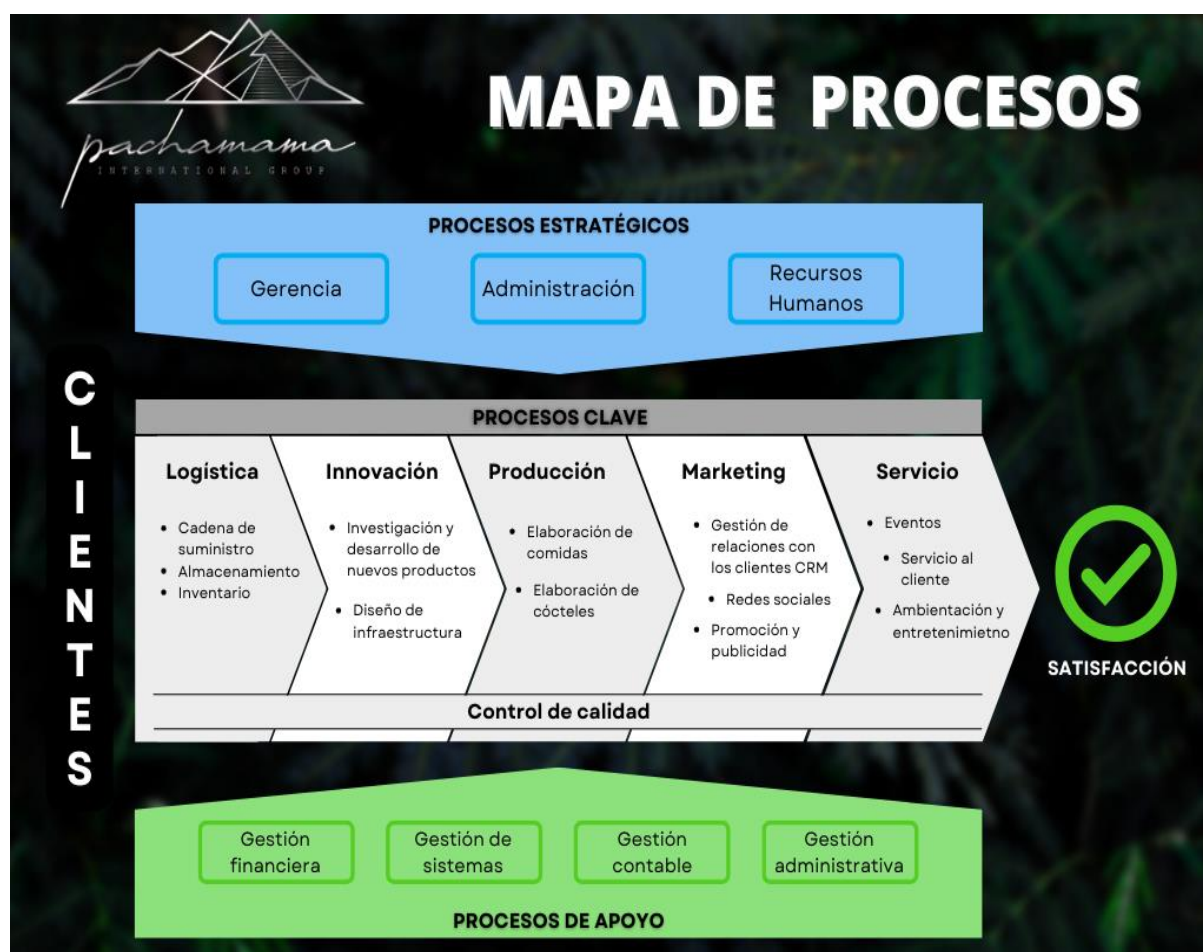 pachamama
INTERNATIONAL GROUP
MAPA DE PROCESOS
PROCESOS ESTRATÉGICOS
Gerencia
Administración
Recursos
Humanos
CLIENTES
PROCESOS CLAVE
Logística
• Cadena de
suministro
• Almacenamiento
• Inventario
Innovación
• Investigación y
desarrollo de
nuevos productos
• Diseño de
infraestructura
Producción
• Elaboración de
comidas
• Elaboración de
cócteles
Marketing
• Gestión de
relaciones con
los clientes CRM
• Redes sociales
• Promoción y
publicidad
Servicio
• Eventos
• Servicio al
cliente
• Ambientación y
entretenimietno
Control de calidad
SATISFACCIÓN
Gestión
financiera
Gestión de
sistemas
Gestión
contable
Gestión
administrativa
PROCESOS DE APOYO